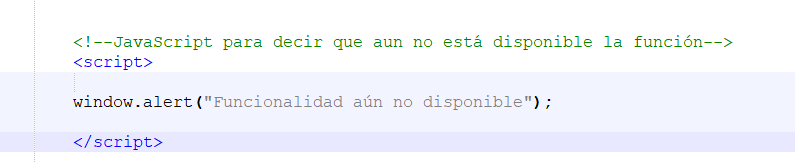 <!--JavaScript para decir que aun no está disponible la función-->
<script>
window.alert("Funcionalidad aún no disponible");
</script>